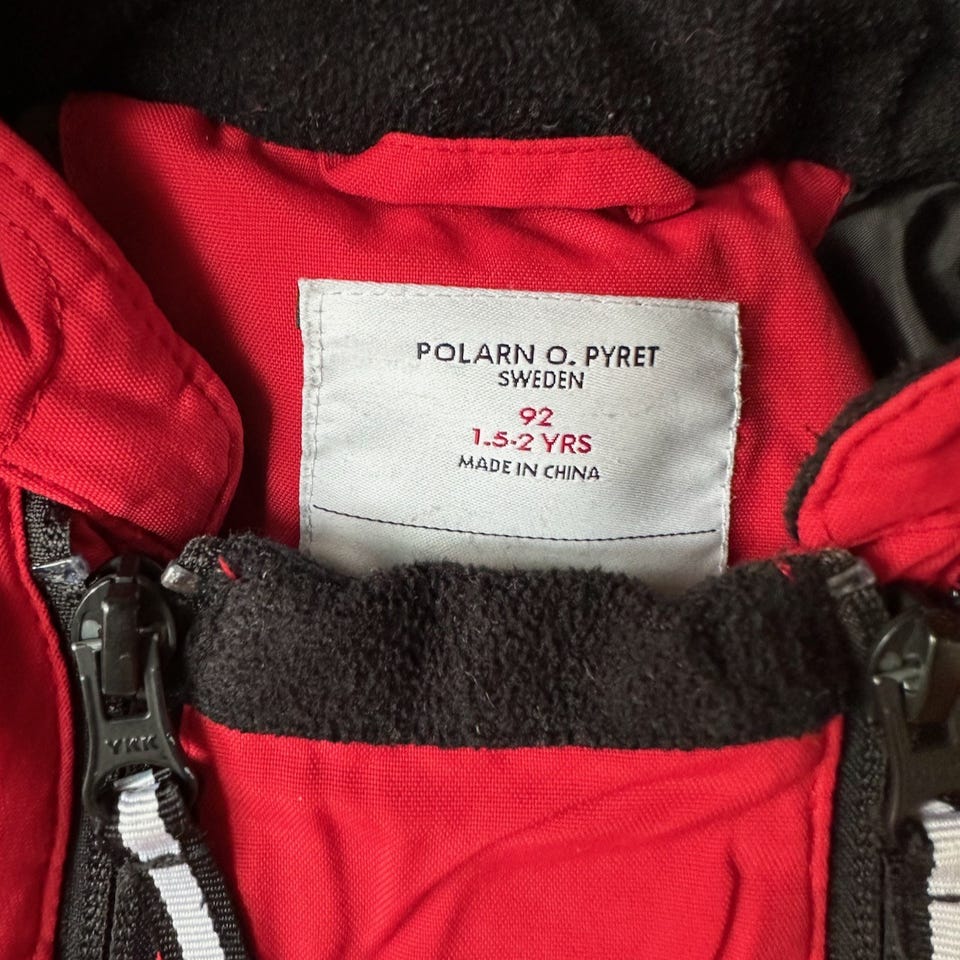 POLARN O. PYRET
SWEDEN
92
1.5-2 YRS
MADE IN CHINA
YKK